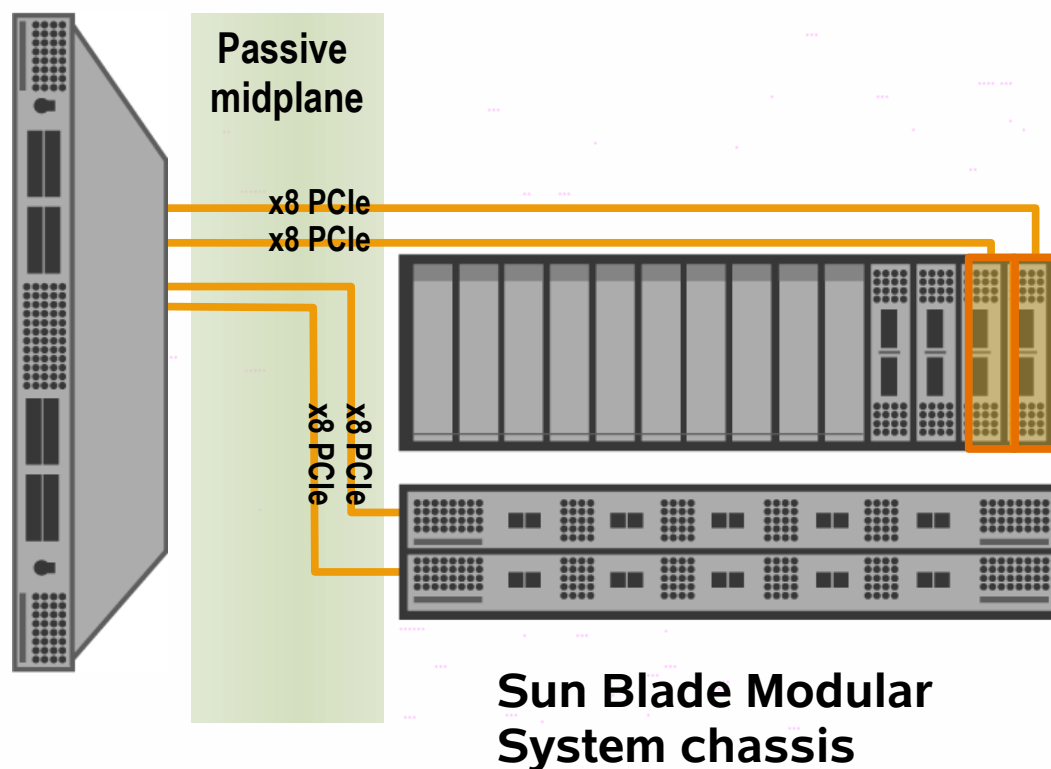 Passive
midplane
x8 PCIe
x8 PCIe
x8 PCIe
x8 PCIe
Sun Blade Modular
System chassis